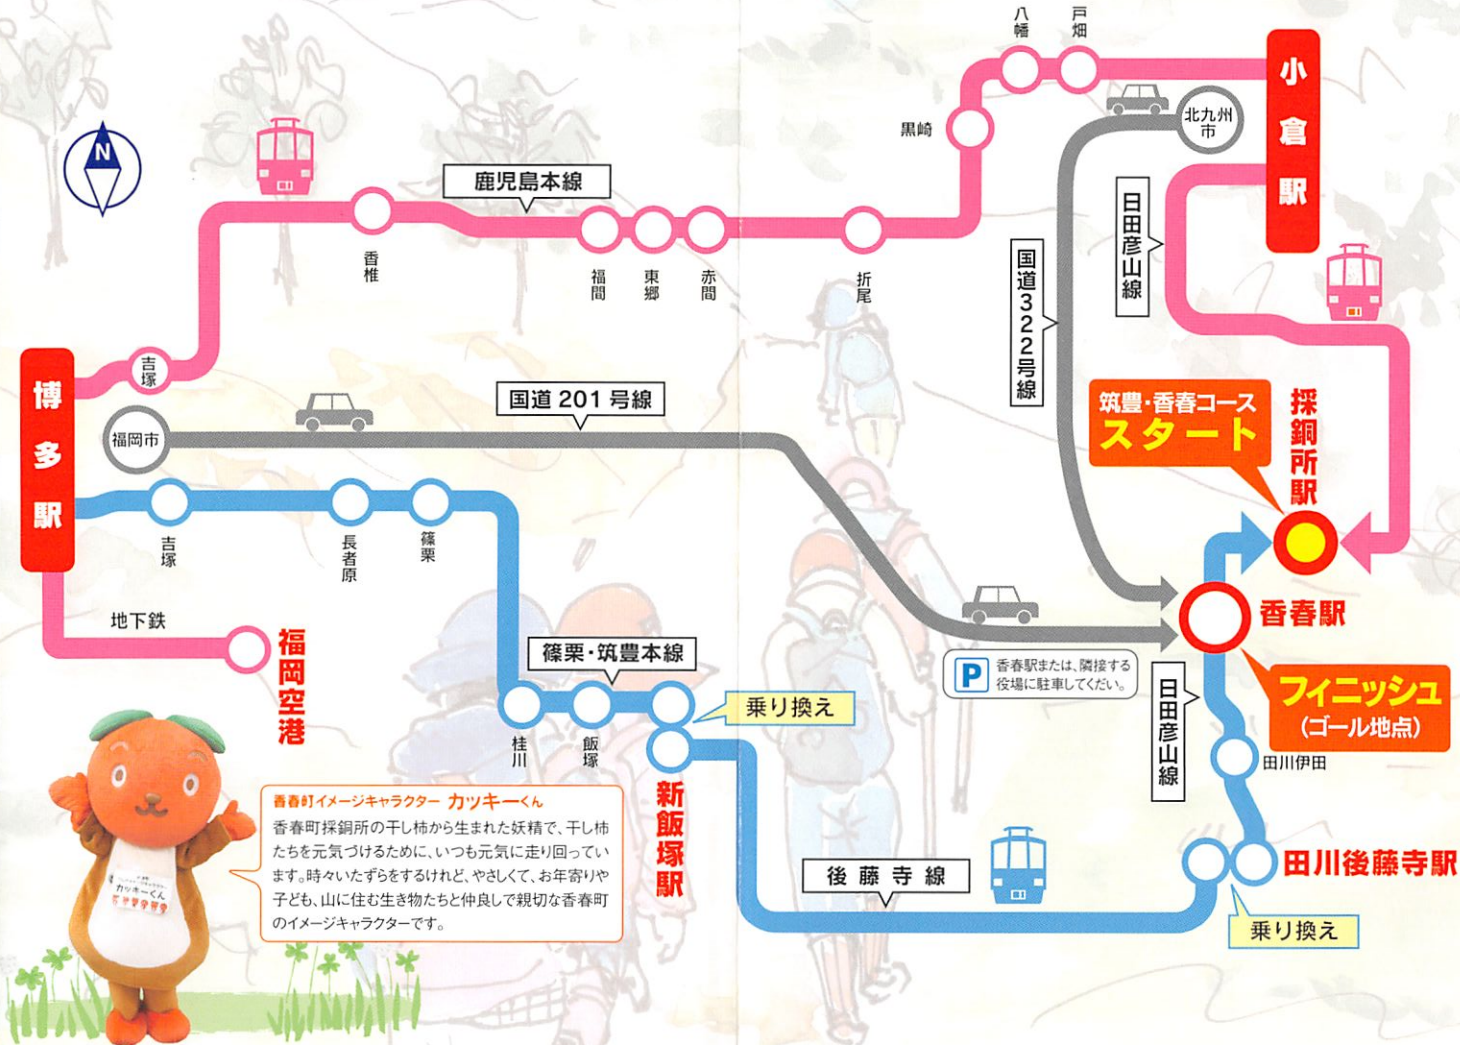 N
八幡
戸畑
小倉駅
北九州
市
黒崎
鹿児島本線
香椎
福間
東郷
赤間
折尾
日田彦山線
国道322号線
博多駅
吉塚
福岡市
国道201号線
筑豊・香春コース
スタート
採銅所駅
吉塚
長者原
篠栗
地下鉄
福岡空港
香春駅
P
香春駅または、隣接する
役場に駐車してくだい。
フィニッシュ
(ゴール地点)
日田彦山線
篠栗・筑豊本線
乗り換え
桂川
飯塚
新飯塚駅
田川伊田
田川後藤寺駅
後藤寺線
乗り換え
香春町イメージキャラクター カッキーくん
香春町採銅所の干し柿から生まれた妖精で、干し柿
たちを元気づけるために、いつも元気に走り回ってい
ます。時々いたずらをするけれど、やさしくて、お年寄りや
子ども、山に住む生き物たちと仲良しで親切な香春町
のイメージキャラクターです。
カッキーくん